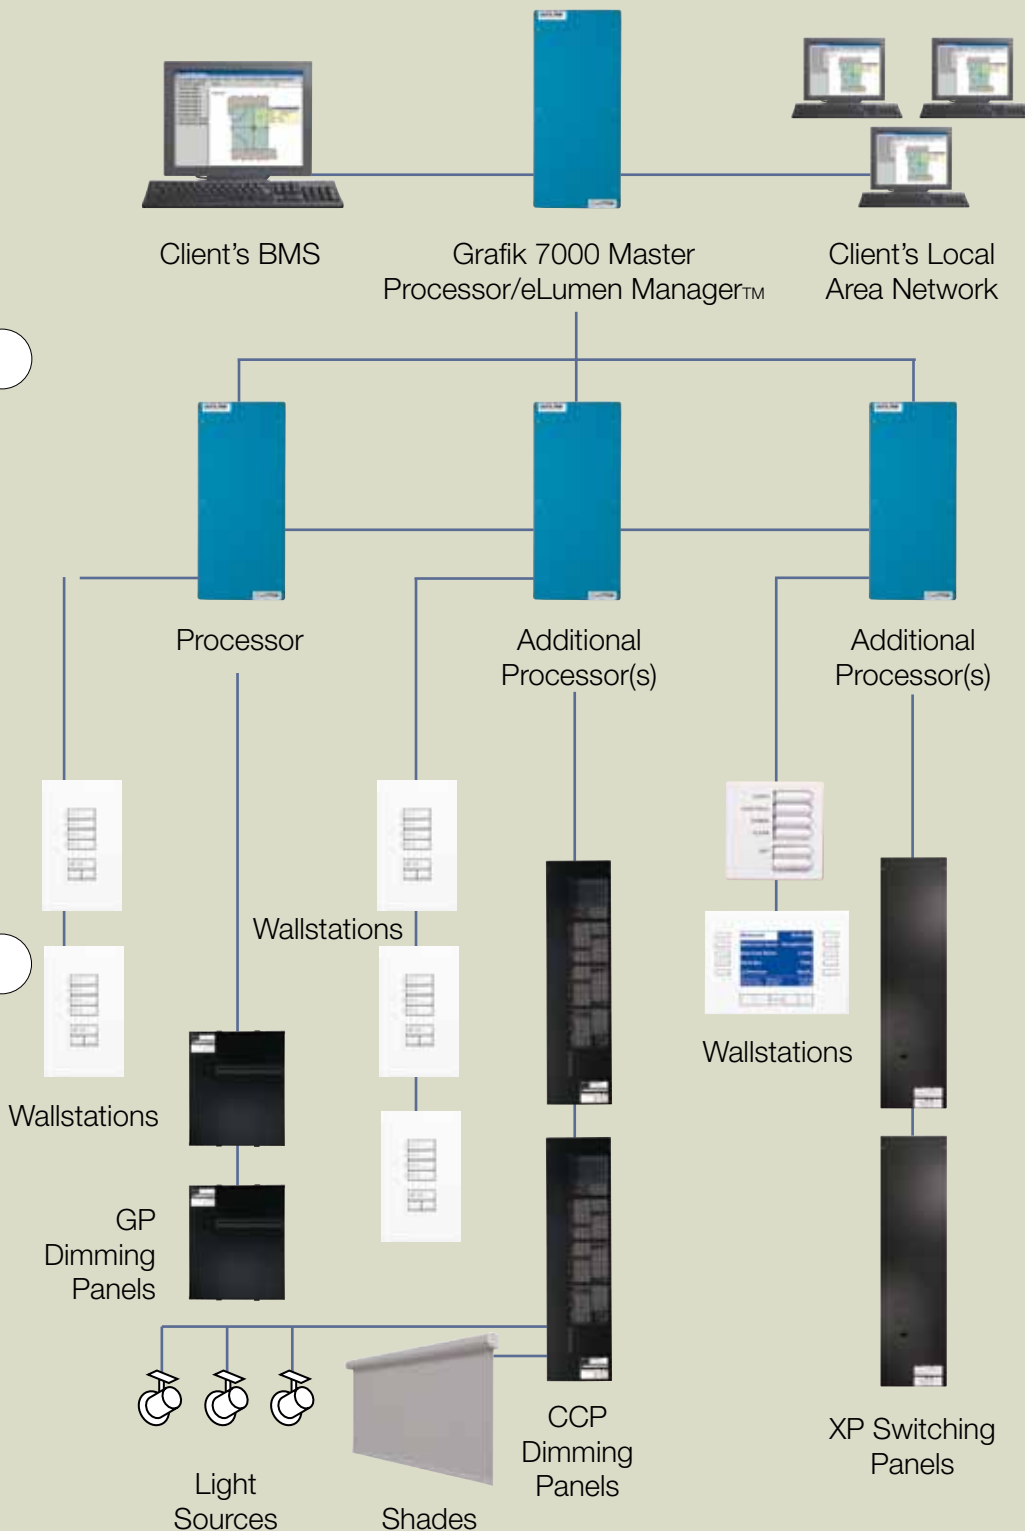 Client's BMS
Grafik 7000 Master
Processor/eLumen Manager™
Client's Local
Area Network
Processor
Additional
Processor(s)
Additional
Processor(s)
Wallstations
Wallstations
Wallstations
GP
Dimming
Panels
Light
Sources
Shades
CCP
Dimming
Panels
XP Switching
Panels